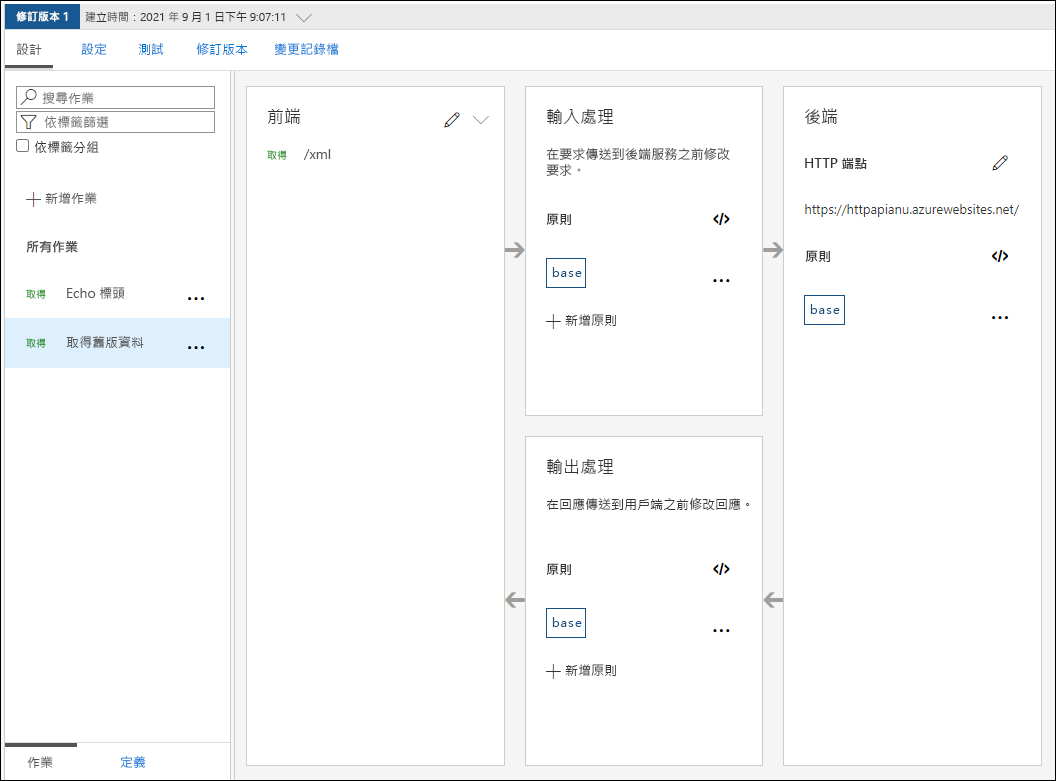 修訂版本 1 建立時間：2021 年 9 月 1 日下午 9:07:11
設計 設定 測試 修訂版本 變更記錄檔
搜尋作業
依標籤篩選
依標籤分組
新增作業
所有作業
取得 Echo 標頭
取得 取得舊版資料
作業 定義
前端
取得 /xml
輸入處理
在要求傳送到後端服務之前修改
要求。
原則 </>
base
新增原則
輸出處理
在回應傳送到用戶端之前修改回應。
原則 </>
base
新增原則
後端
HTTP 端點
https://httpapianu.azurewebsites.net/
原則 </>
base